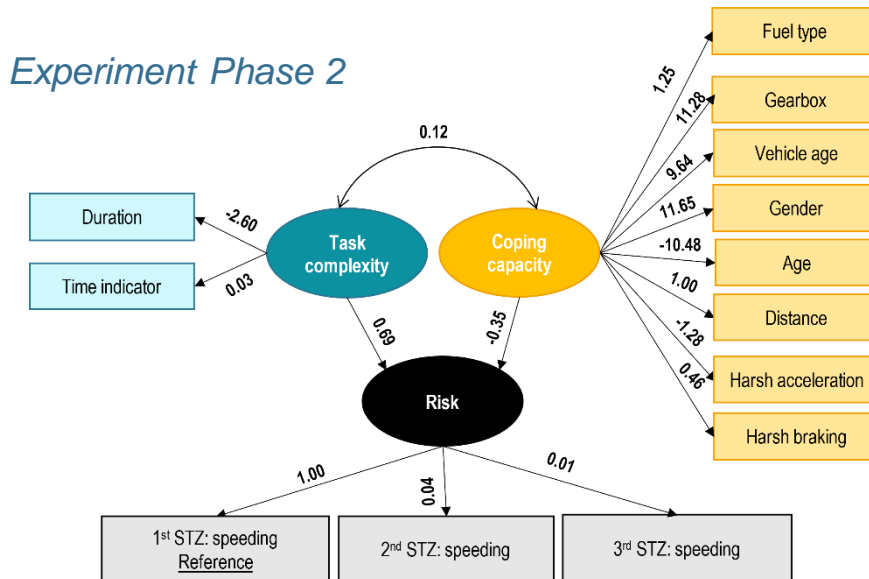 Experiment Phase 2
Fuel type
1.25
Gearbox
11.28
0.12
Vehicle age
9.64
Duration
-2.60
Task
complexity
Coping
capacity
11.65
Gender
-10.48
Age
Time indicator
0.03
1.00
Distance
0.69
-0.35
-1.28
Harsh acceleration
0.46
Risk
Harsh braking
1.00
0.04
0.01
1st STZ: speeding
Reference
2nd STZ: speeding
3rd STZ: speeding